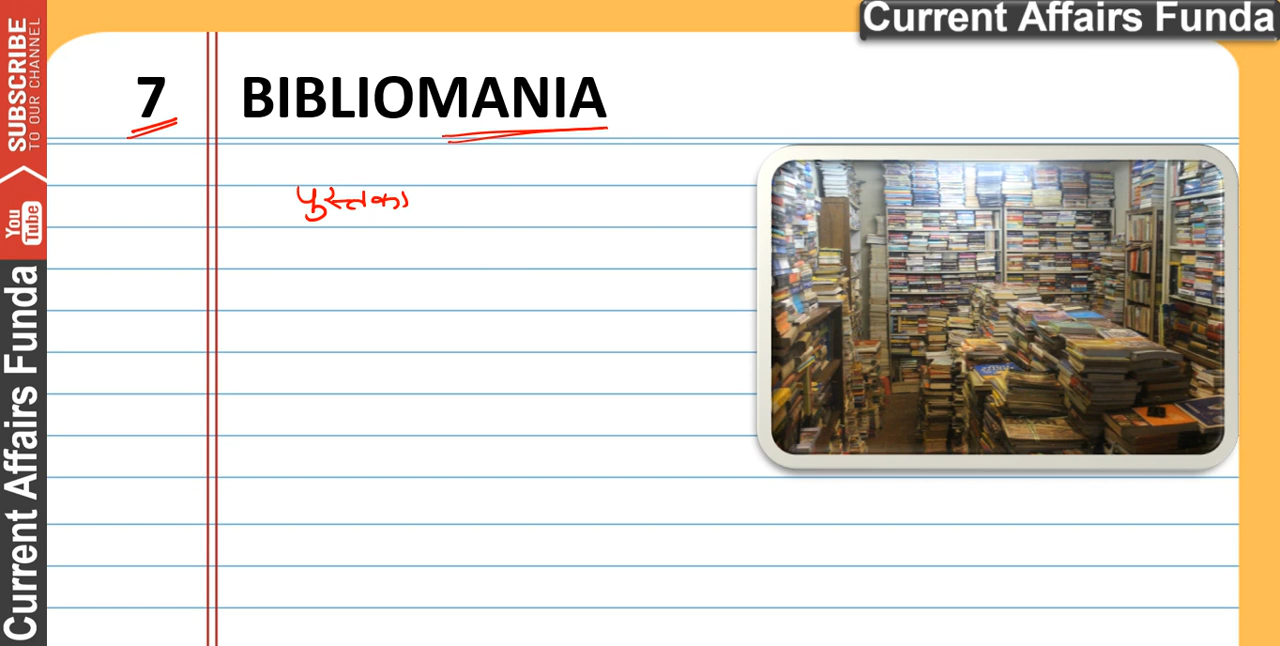 Current Affairs Funda
SUBSCRIBE
TO OUR CHANNEL
You
Tube
Current Affairs Funda
7 BIBLIOMANIA
पुस्तका